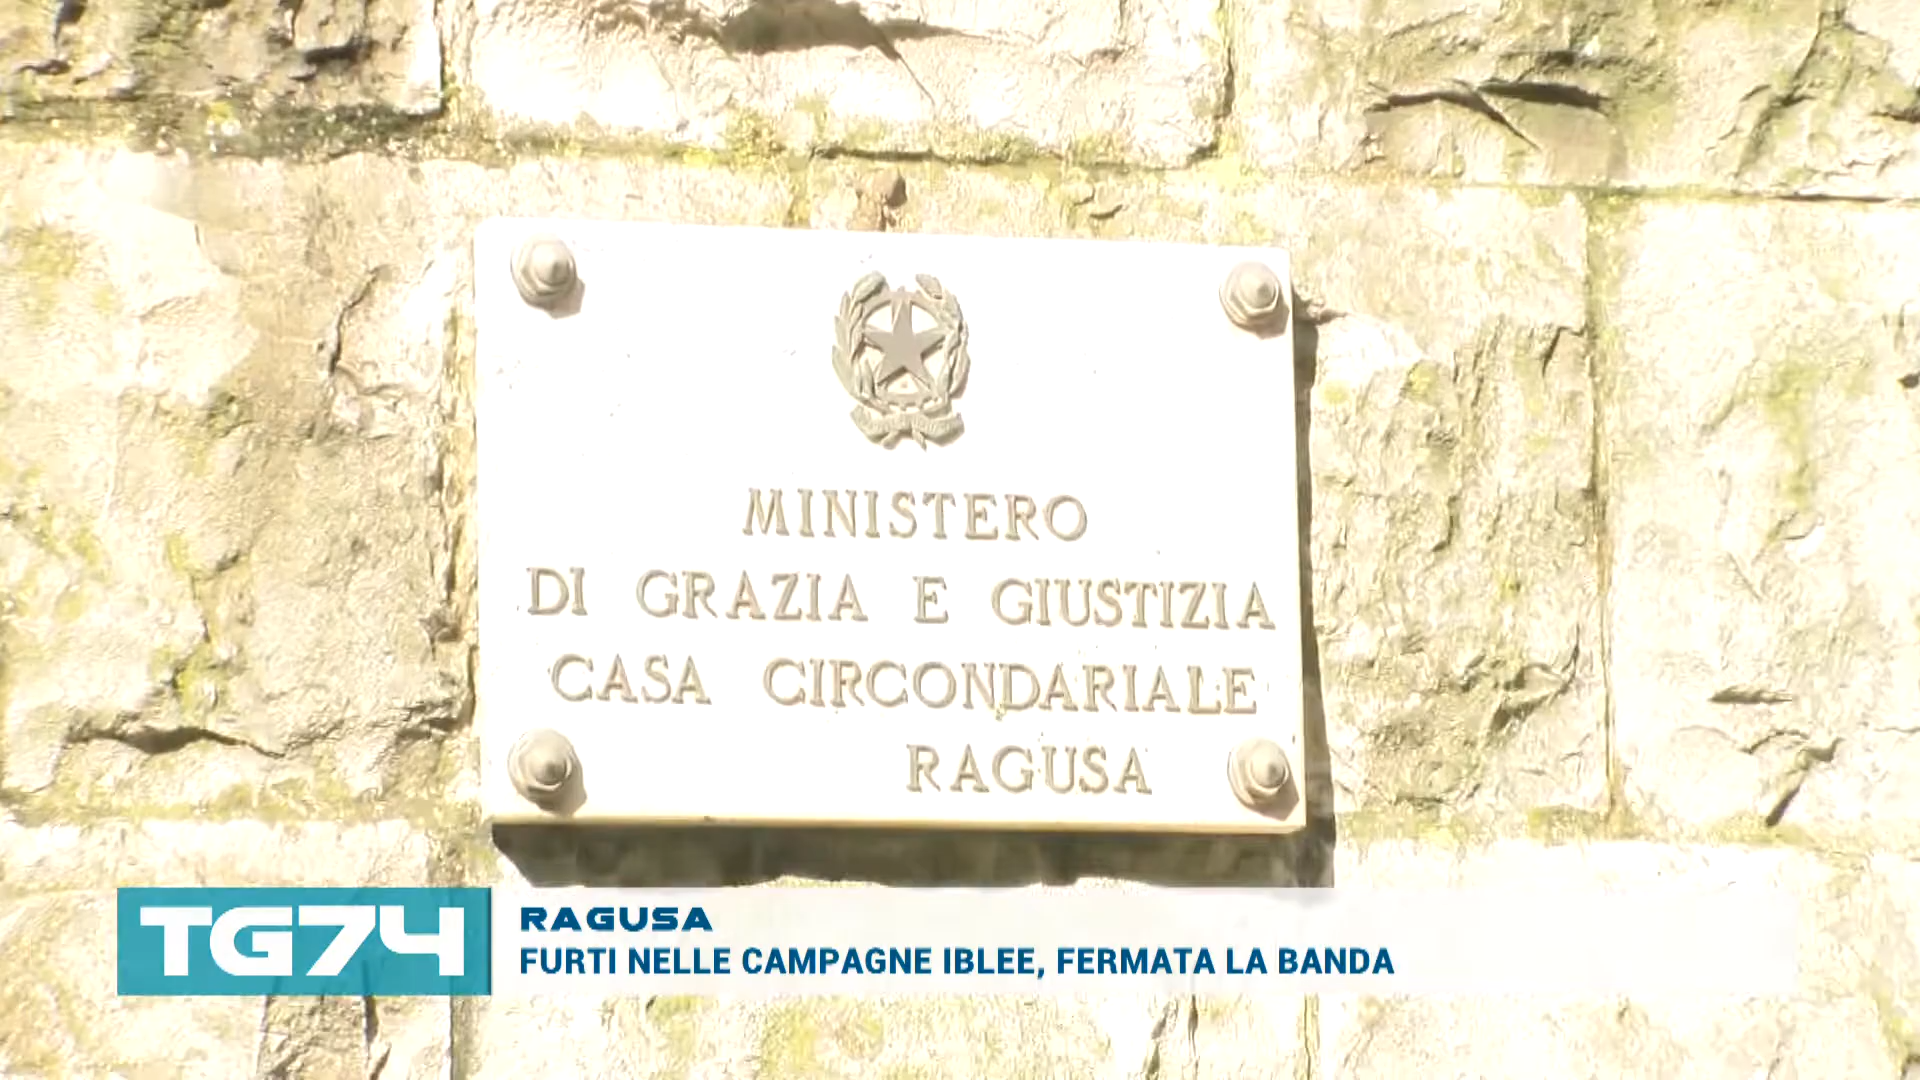 MINISTERO
DI GRAZIA E GIUSTIZIA
CASA CIRCONDARIALE
RAGUSA
TG74
RAGUSA
FURTI NELLE CAMPAGNE IBLEE, FERMATA LA BANDA